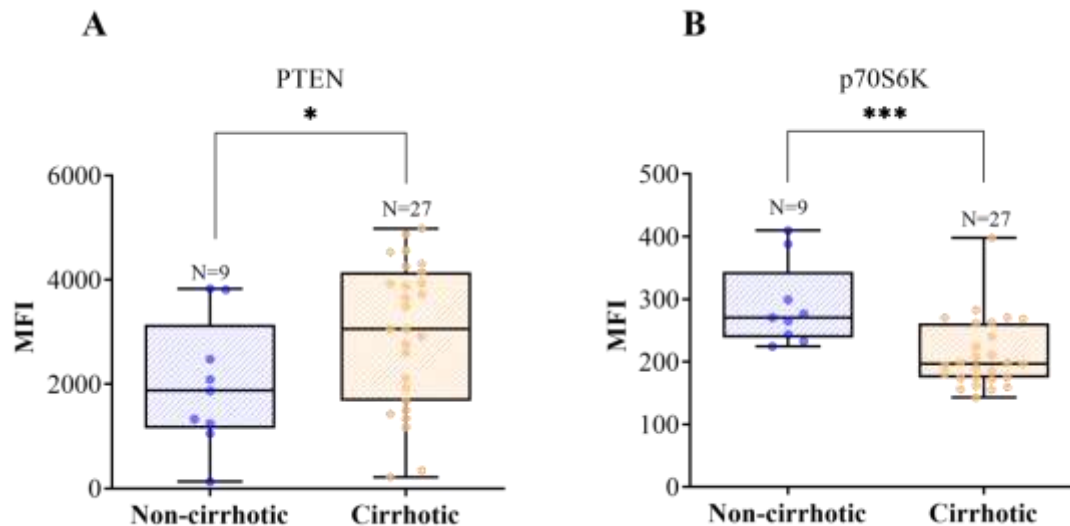 A
PTEN
*
MFI
6000
4000
2000
0
N=9
N=27
Non-cirrhotic
Cirrhotic
B
p70S6K
***
MFI
500
400
300
200
100
0
N=9
N=27
Non-cirrhotic
Cirrhotic